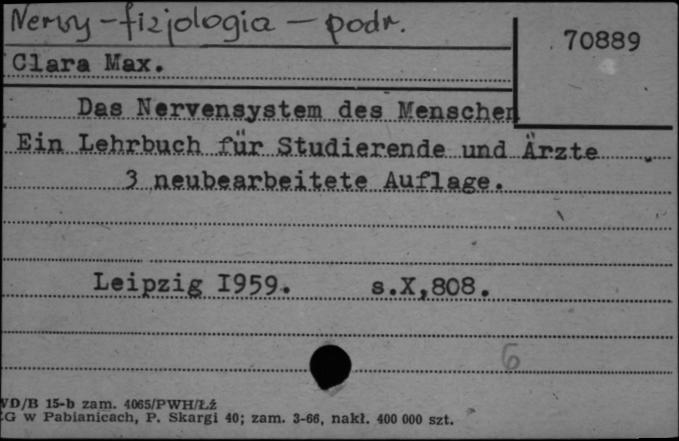 Nerwy - fizjologia - podr.
70889
Clara Max.
Das Nervensystem des Menschen
Ein Lehrbuch für Studierende und Ärzte
3 neubearbeitete Auflage.
Leipzig I959. s.X,808.
6
VD/B 15-b zam. 4065/PWH/Łż
ZG w Pabianicach, P. Skargi 40; zam. 3-66, nakł. 400 000 szt.